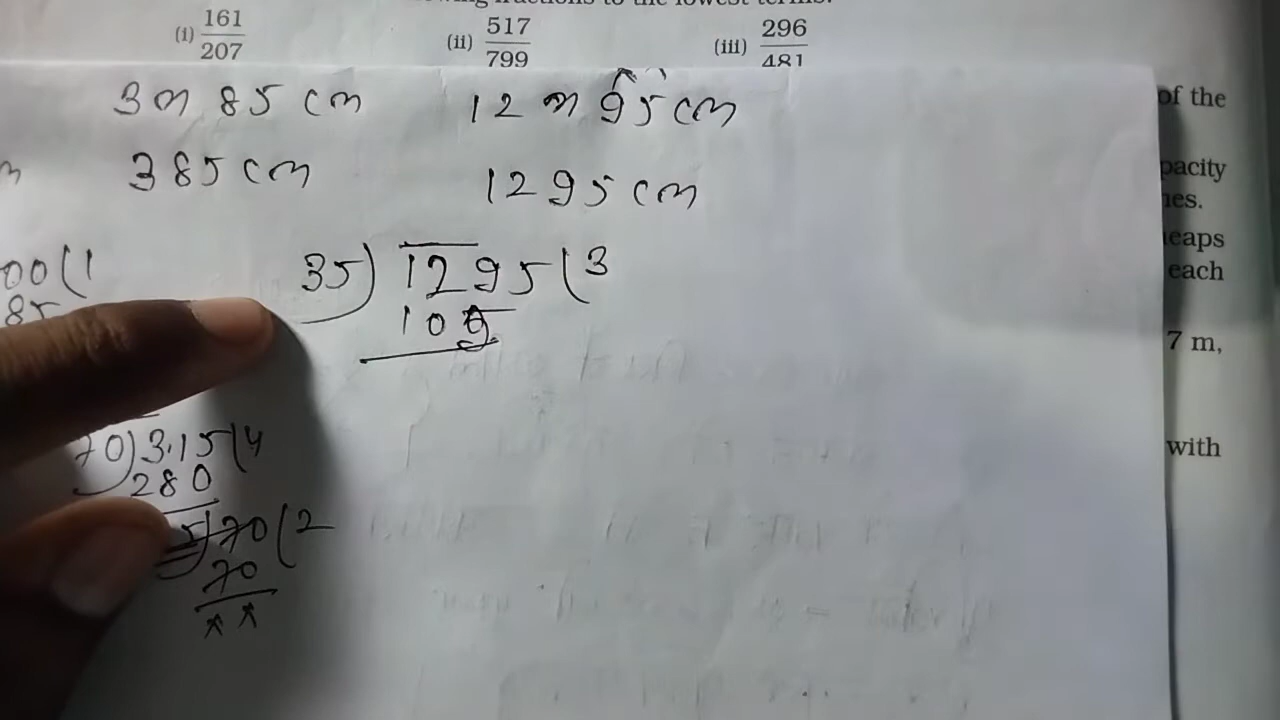 (i) 161/207 (ii) 517/799 (iii) 296/481
of the
3m 85 cm 12 m 95 cm
pacity
m 385 cm 1295 cm
eaps
00(1 35)1295(3
each
85 105
7 m,
70)315(4
with
280
35)70(2
70
x x